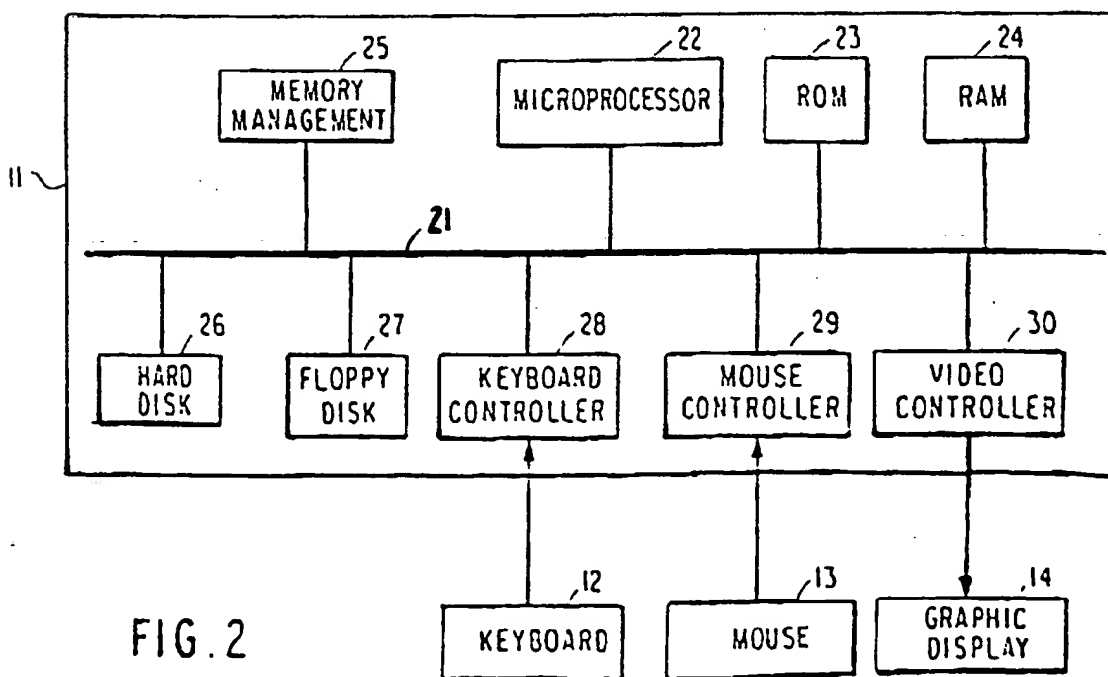 25
MEMORY
MANAGEMENT
22
MICROPROCESSOR
23
ROM
24
RAM
11
21
26
HARD
DISK
27
FLOPPY
DISK
28
KEYBOARD
CONTROLLER
29
MOUSE
CONTROLLER
30
VIDEO
CONTROLLER
12
KEYBOARD
13
MOUSE
14
GRAPHIC
DISPLAY
FIG. 2